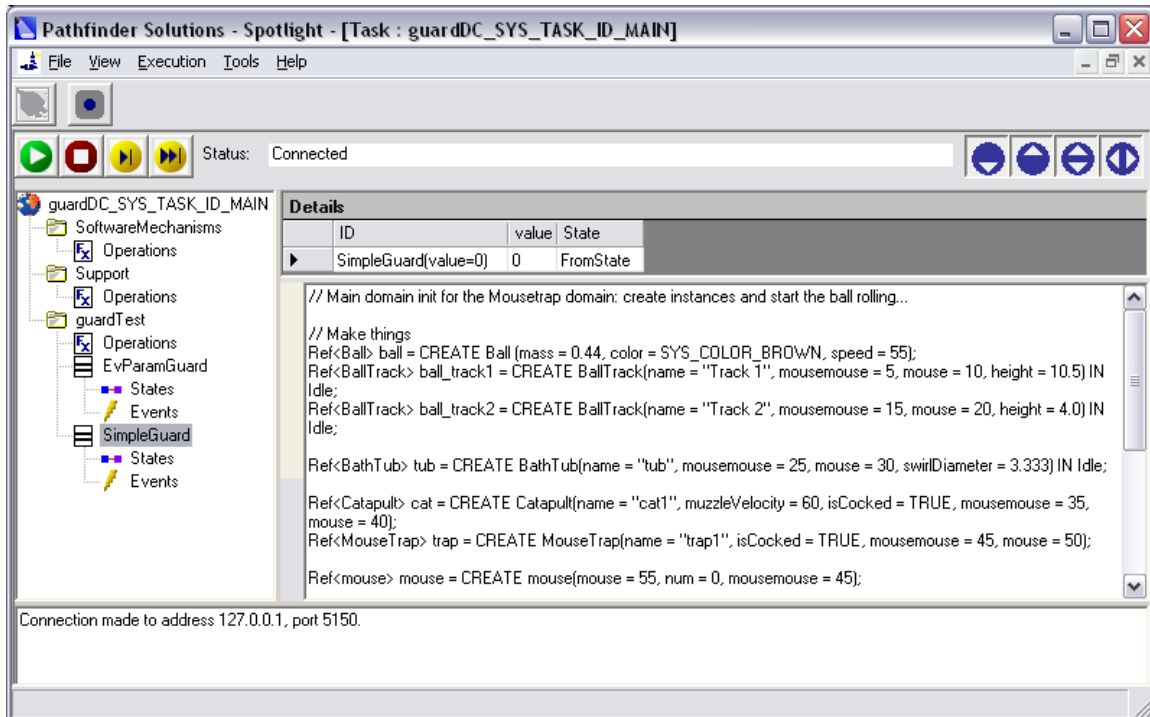 Pathfinder Solutions - Spotlight - [Task : guardDC_SYS_TASK_ID_MAIN]
File View Execution Tools Help
Status: Connected
guardDC_SYS_TASK_ID_MAIN
SoftwareMechanisms
Operations
Support
Operations
guardTest
Operations
EvParamGuard
States
Events
SimpleGuard
States
Events
Details
ID value State
SimpleGuard(value=0) 0 FromState
// Main domain init for the Mousetrap domain: create instances and start the ball rolling...
// Make things
Ref<Ball> ball = CREATE Ball (mass = 0.44, color = SYS_COLOR_BROWN, speed = 55);
Ref<BallTrack> ball_track1 = CREATE BallTrack(name = "Track 1", mousemouse = 5, mouse = 10, height = 10.5) IN
Idle;
Ref<BallTrack> ball_track2 = CREATE BallTrack(name = "Track 2", mousemouse = 15, mouse = 20, height = 4.0) IN
Idle;
Ref<BathTub> tub = CREATE BathTub(name = "tub", mousemouse = 25, mouse = 30, swirlDiameter = 3.333) IN Idle;
Ref<Catapult> cat = CREATE Catapult(name = "cat1", muzzleVelocity = 60, isCocked = TRUE, mousemouse = 35,
mouse = 40);
Ref<MouseTrap> trap = CREATE MouseTrap(name = "trap1", isCocked = TRUE, mousemouse = 45, mouse = 50);
Ref<mouse> mouse = CREATE mouse(mouse = 55, num = 0, mousemouse = 45);
Connection made to address 127.0.0.1, port 5150.